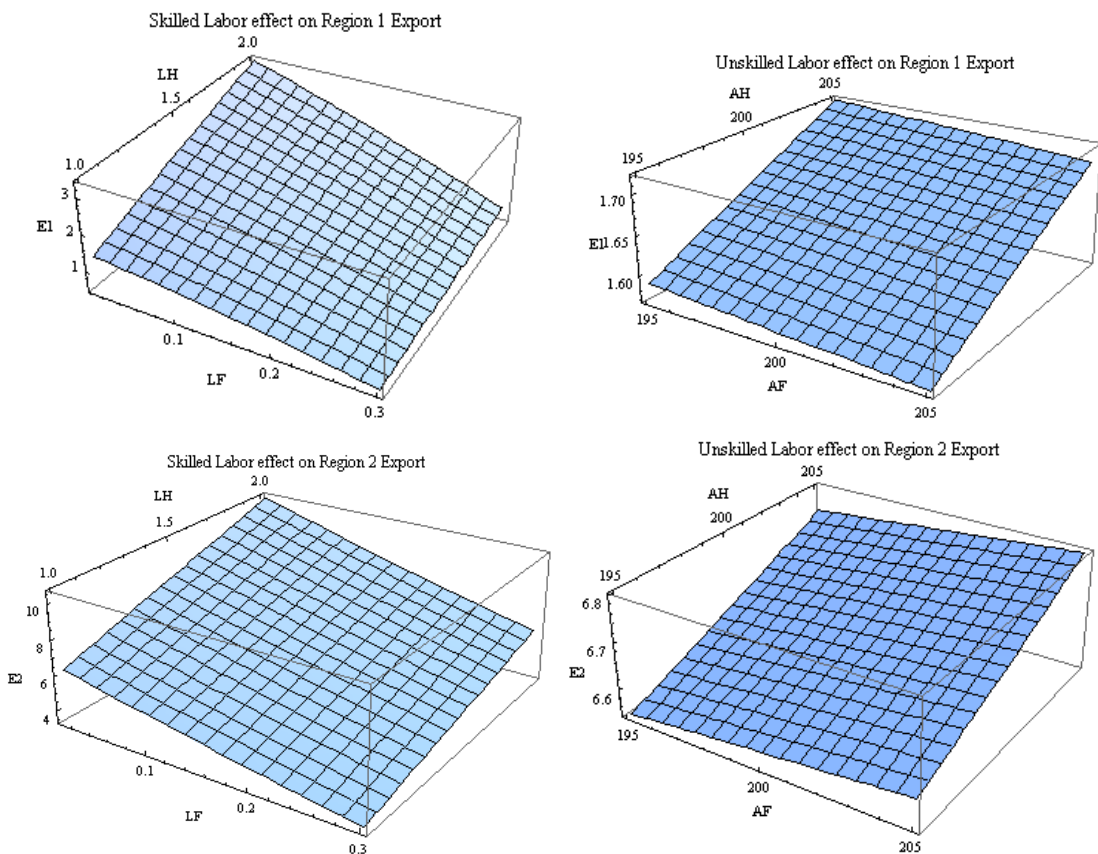 Skilled Labor effect on Region 1 Export
2.0
LH
1.5
1.0
3
E1
2
1
0.1
0.2
LF
0.3
Unskilled Labor effect on Region 1 Export
205
AH
200
195
1.70
E1
1.65
1.60
195
200
AF
205
Skilled Labor effect on Region 2 Export
2.0
LH
1.5
1.0
10
8
E2
6
4
0.1
0.2
LF
0.3
Unskilled Labor effect on Region 2 Export
205
AH
200
195
6.8
6.7
E2
6.6
195
200
AF
205